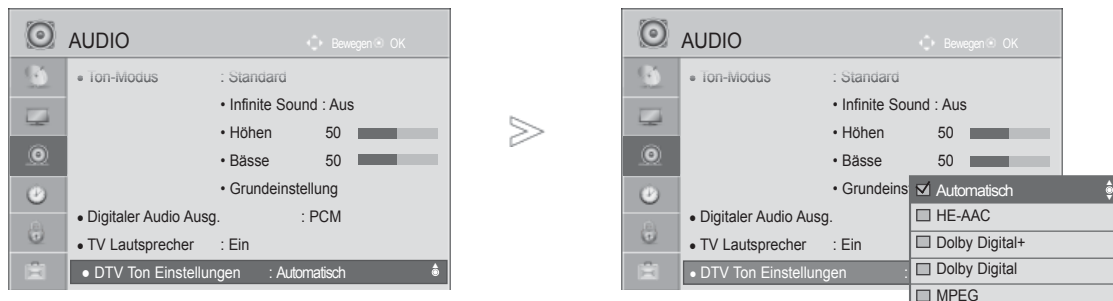 AUDIO
Bewegen OK
• Ton-Modus : Standard
• Infinite Sound : Aus
• Höhen 50
• Bässe 50
• Grundeinstellung
• Digitaler Audio Ausg. : PCM
• TV Lautsprecher : Ein
• DTV Ton Einstellungen : Automatisch
AUDIO
Bewegen OK
• Ton-Modus : Standard
• Infinite Sound : Aus
• Höhen 50
• Bässe 50
• Grundeins
• Digitaler Audio Ausg.
• TV Lautsprecher : Ein
• DTV Ton Einstellungen :
Automatisch
HE-AAC
Dolby Digital+
Dolby Digital
MPEG